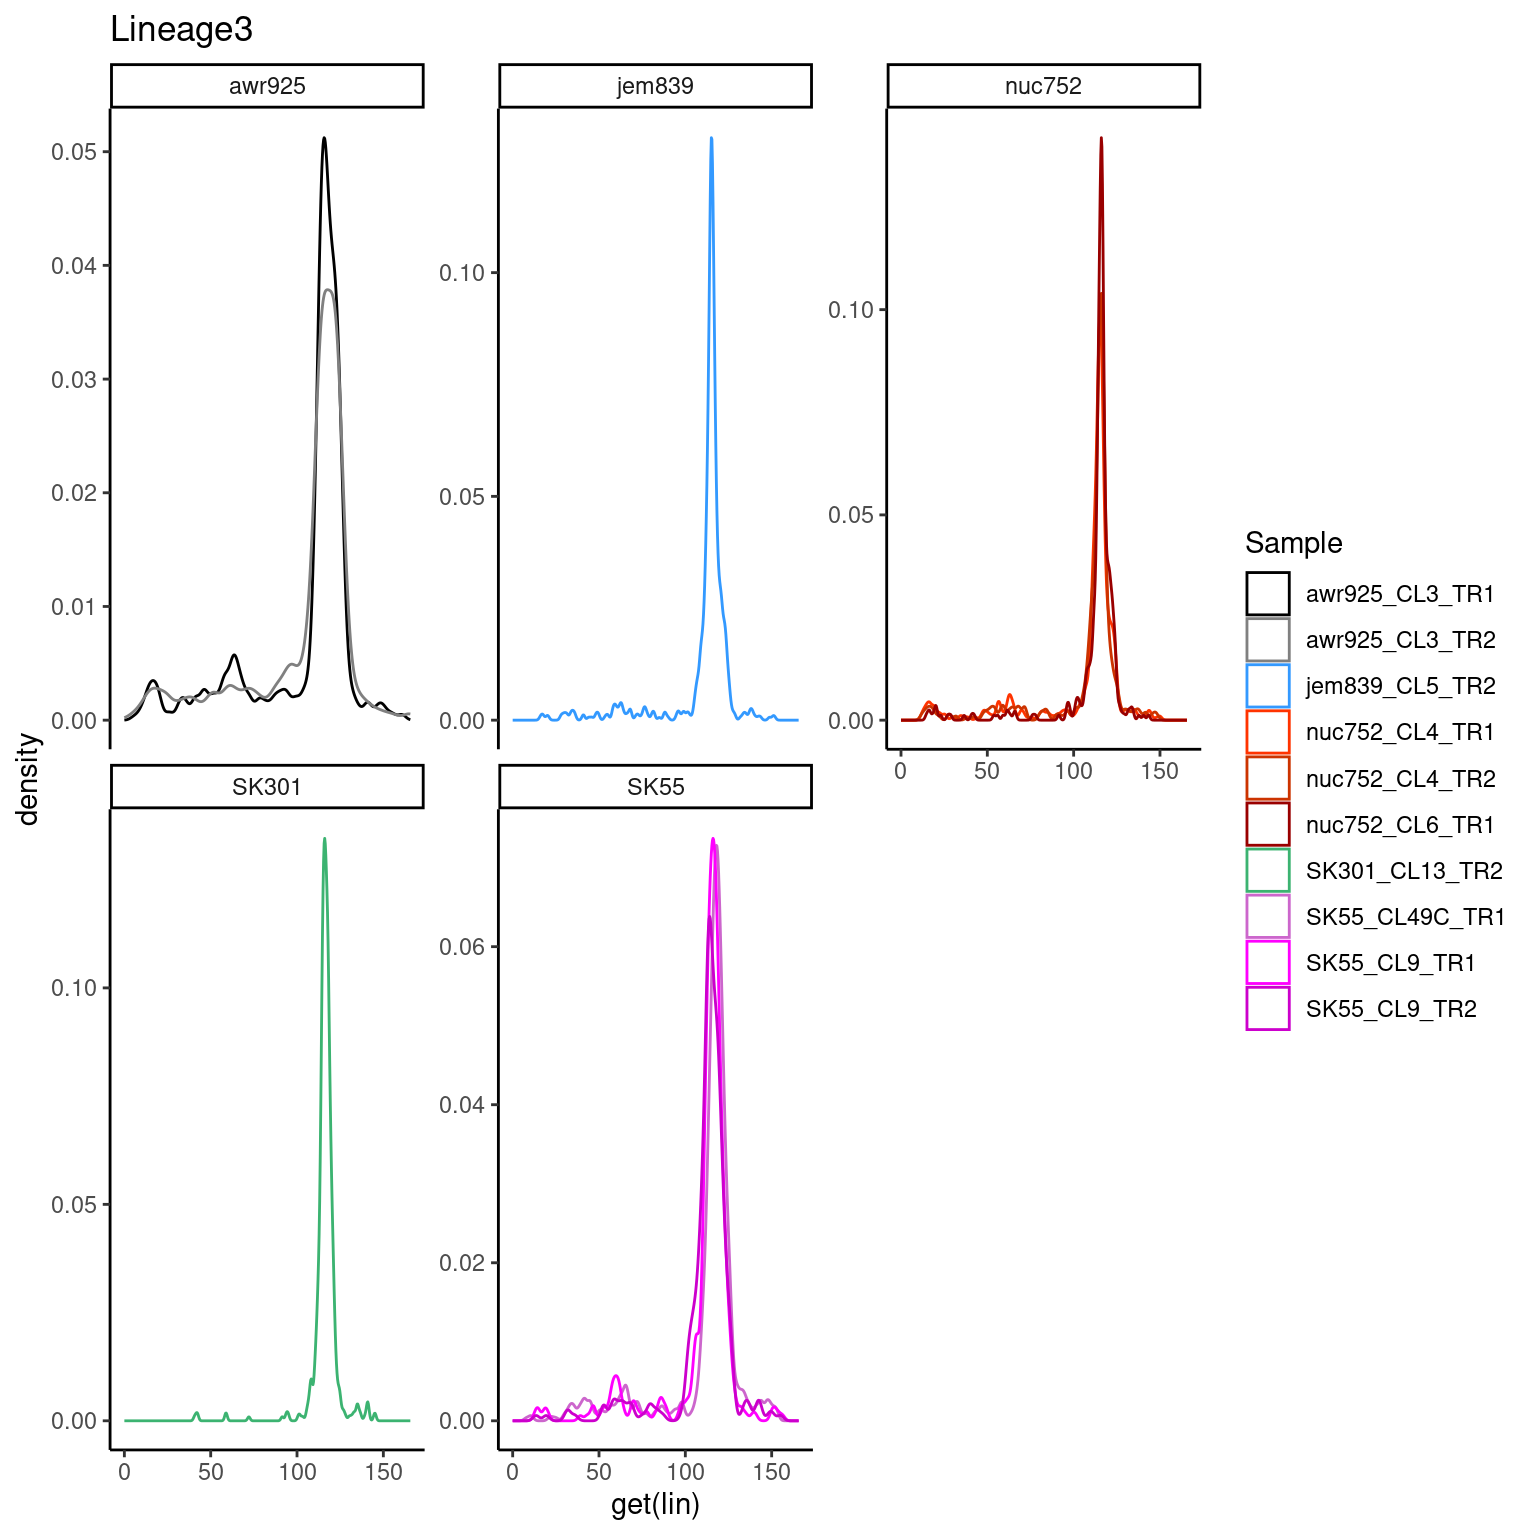 Lineage3
awr925
jem839
nuc752
0.05
0.04
0.03
0.02
0.01
0.00
0.10
0.05
0.00
0.10
0.05
0.00
0 50 100 150
density
SK301
SK55
0.10
0.05
0.00
0.06
0.04
0.02
0.00
0 50 100 150
0 50 100 150
get(lin)
Sample
awr925_CL3_TR1
awr925_CL3_TR2
jem839_CL5_TR2
nuc752_CL4_TR1
nuc752_CL4_TR2
nuc752_CL6_TR1
SK301_CL13_TR2
SK55_CL49C_TR1
SK55_CL9_TR1
SK55_CL9_TR2